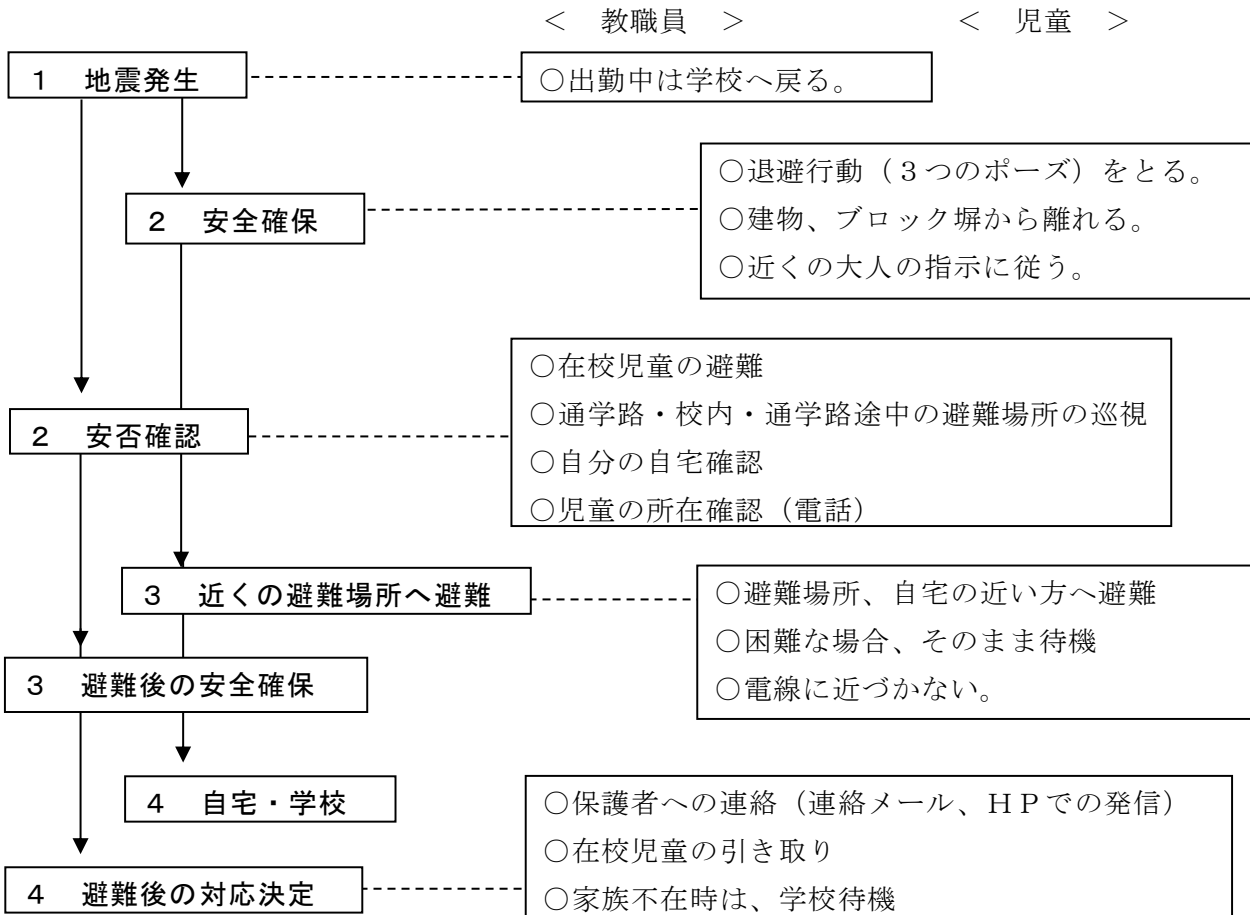 ＜　教職員　＞　　　　　　＜　児童　＞
１　地震発生
○出勤中は学校へ戻る。
○退避行動（３つのポーズ）をとる。
２　安全確保
○建物、ブロック塀から離れる。
○近くの大人の指示に従う。
○在校児童の避難
○通学路・校内・通学路途中の避難場所の巡視
２　安否確認
○自分の自宅確認
○児童の所在確認（電話）
３　近くの避難場所へ避難
○避難場所、自宅の近い方へ避難
○困難な場合、そのまま待機
○電線に近づかない。
３　避難後の安全確保
４　自宅・学校
○保護者への連絡（連絡メール、ＨＰでの発信）
○在校児童の引き取り
４　避難後の対応決定
○家族不在時は、学校待機